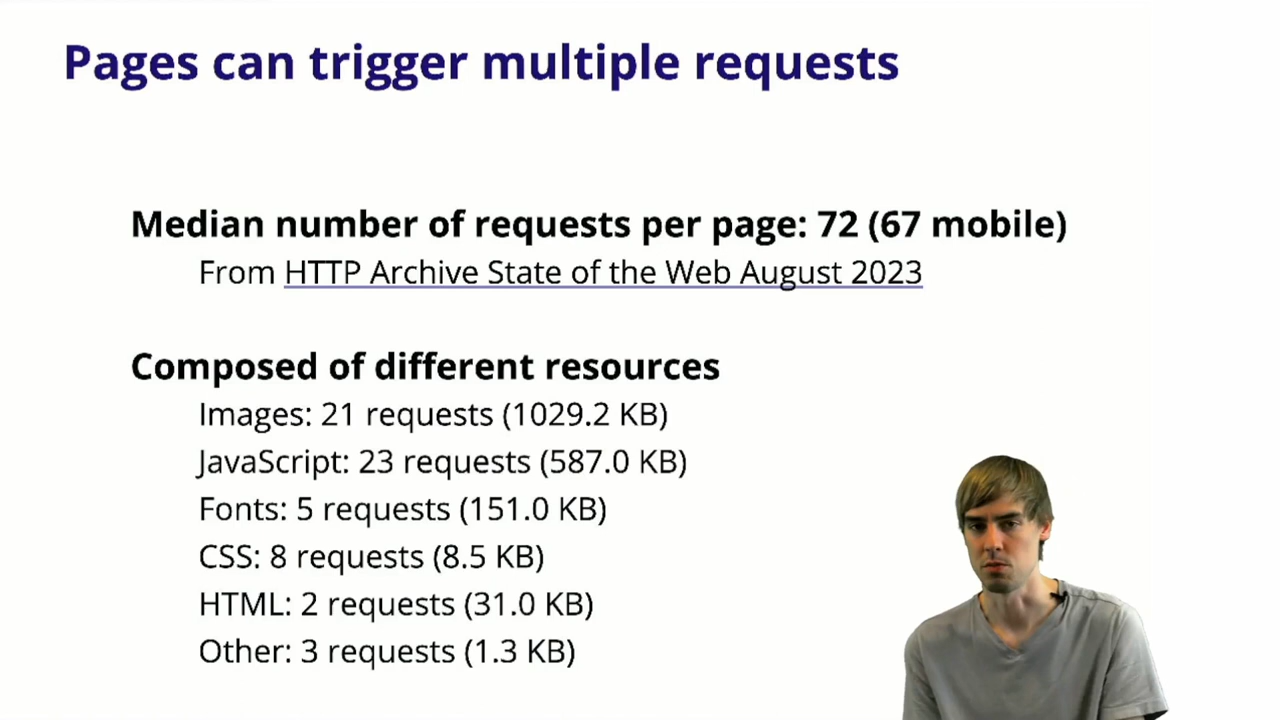 Pages can trigger multiple requests
Median number of requests per page: 72 (67 mobile)
From HTTP Archive State of the Web August 2023
Composed of different resources
Images: 21 requests (1029.2 KB)
JavaScript: 23 requests (587.0 KB)
Fonts: 5 requests (151.0 KB)
CSS: 8 requests (8.5 KB)
HTML: 2 requests (31.0 KB)
Other: 3 requests (1.3 KB)